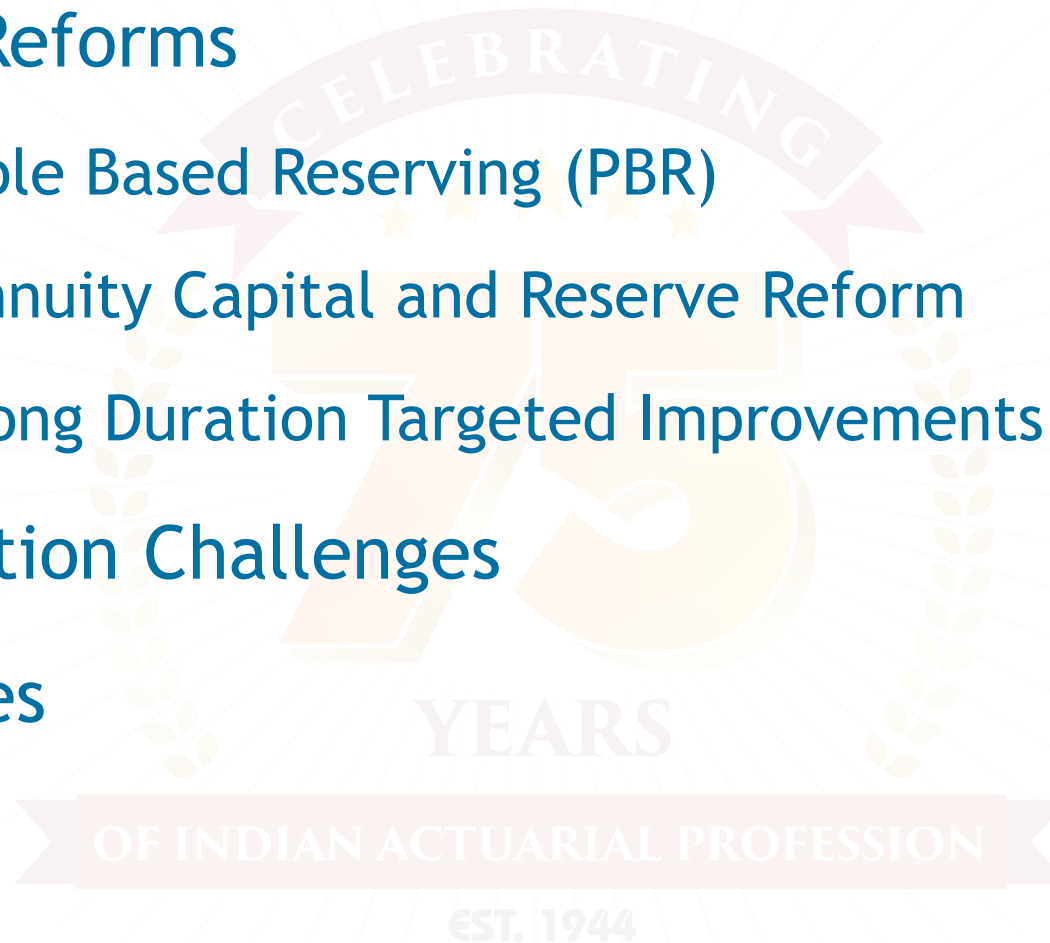 Reforms
CELEBRATING
ole Based Reserving (PBR)
nnuity Capital and Reserve Reform
75
ong Duration Targeted Improvements
tion Challenges
es
YEARS
OF INDIAN ACTUARIAL PROFESSION
EST. 1944